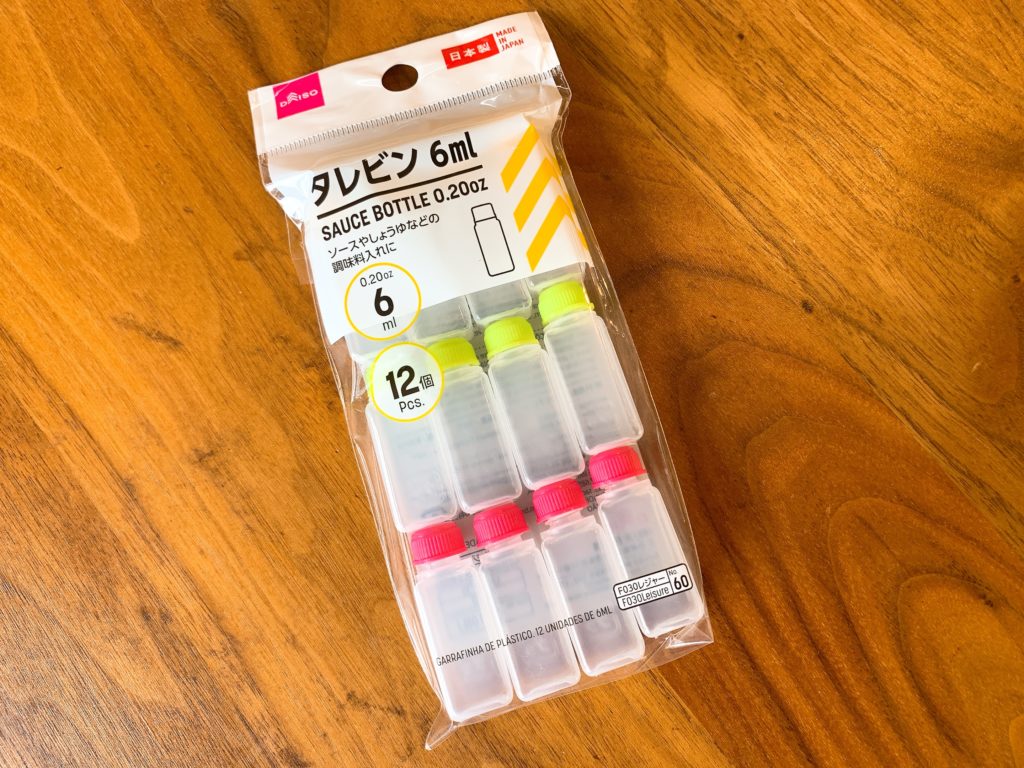 DAISO
日本製
MADE
IN
JAPAN
タレビン 6ml
SAUCE BOTTLE 0.20oz
ソースやしょうゆなどの
調味料入れに
0.20oz
6
ml
12個
Pcs.
F030レジャー
F030Leisure
No
60
GARRAFINHA DE PLÁSTICO. 12 UNIDADES DE 6ML